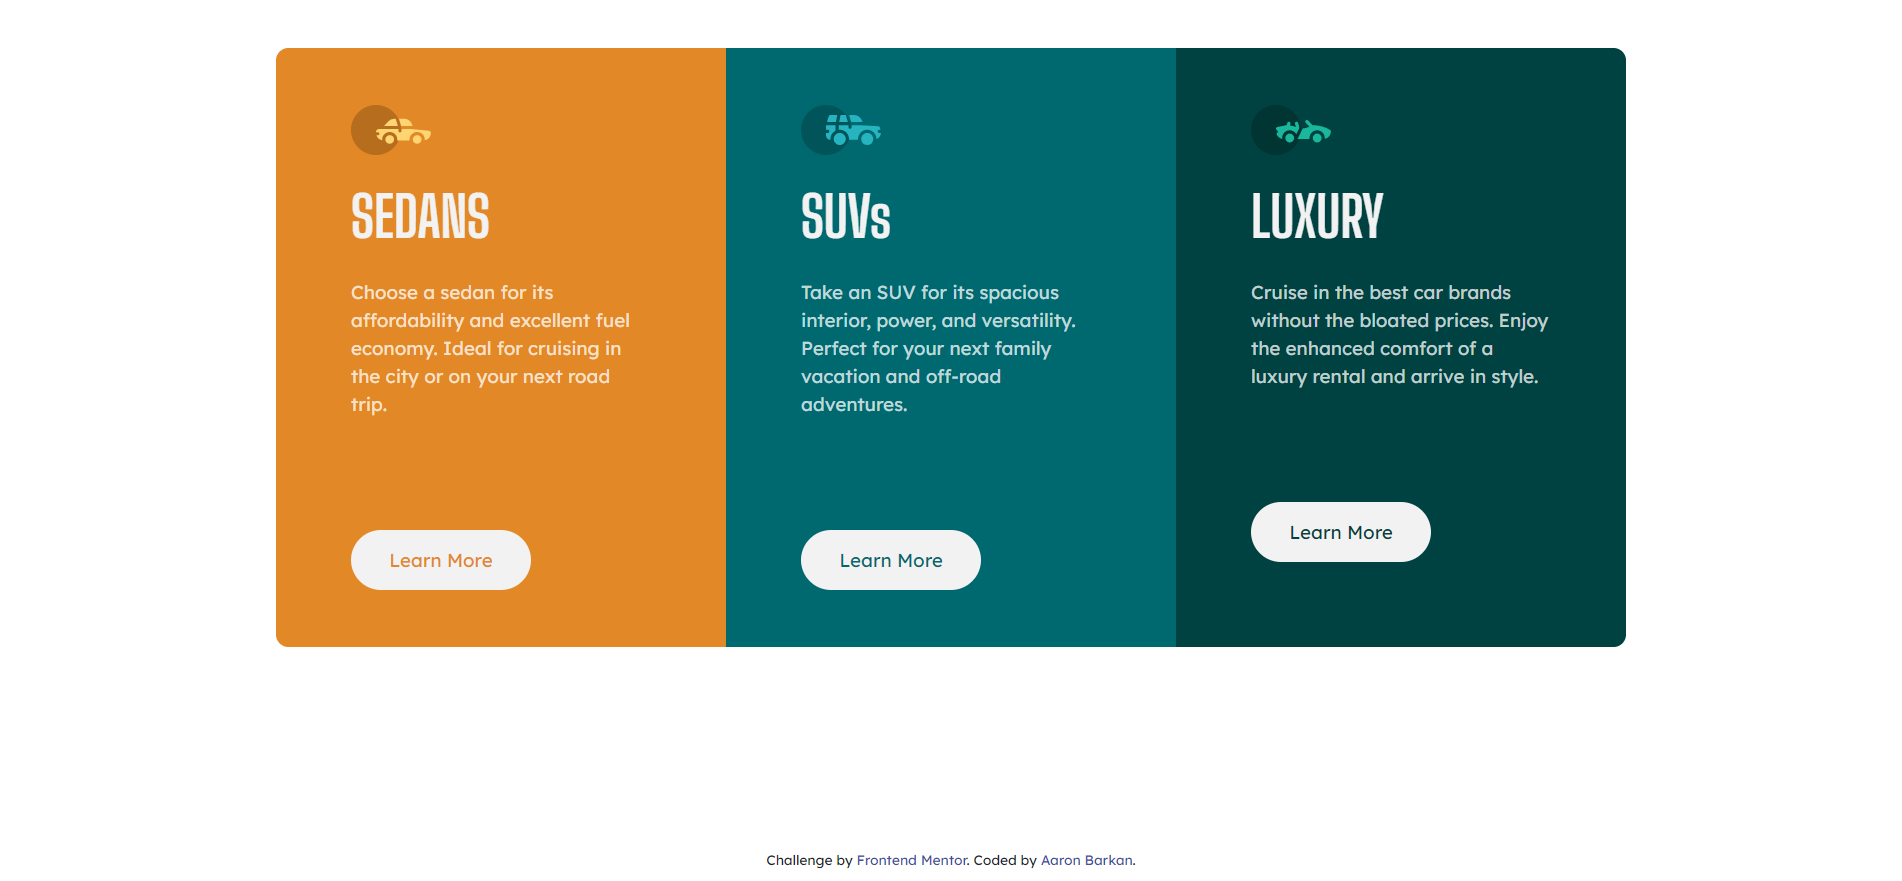 SEDANS
Choose a sedan for its
affordability and excellent fuel
economy. Ideal for cruising in
the city or on your next road
trip.
Learn More
SUVs
Take an SUV for its spacious
interior, power, and versatility.
Perfect for your next family
vacation and off-road
adventures.
Learn More
LUXURY
Cruise in the best car brands
without the bloated prices. Enjoy
the enhanced comfort of a
luxury rental and arrive in style.
Learn More
Challenge by Frontend Mentor. Coded by Aaron Barkan.